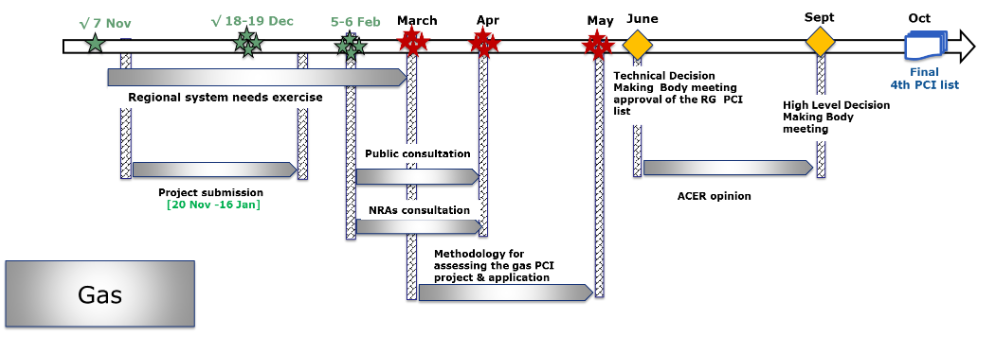 √ 7 Nov
√ 18-19 Dec
5-6 Feb
March
Apr
May
June
Sept
Oct
Regional system needs exercise
Technical Decision
Making Body meeting
approval of the RG PCI
list
Final
4th PCI list
High Level Decision
Making Body
meeting
Public consultation
Project submission
[20 Nov -16 Jan]
ACER opinion
NRAs consultation
Methodology for
assessing the gas PCI
project & application
Gas